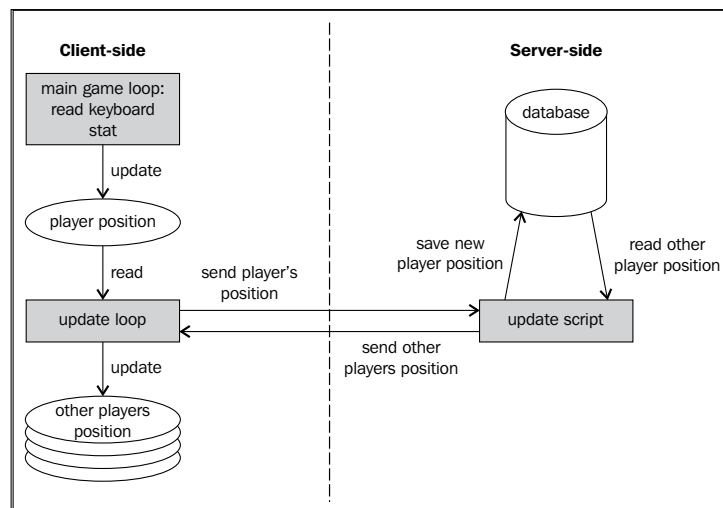 Client-side
main game loop:
read keyboard
stat
update
player position
read
update loop
update
other players
position
send player's
position
send other
players position
Server-side
database
save new
player position
read other
player position
update script